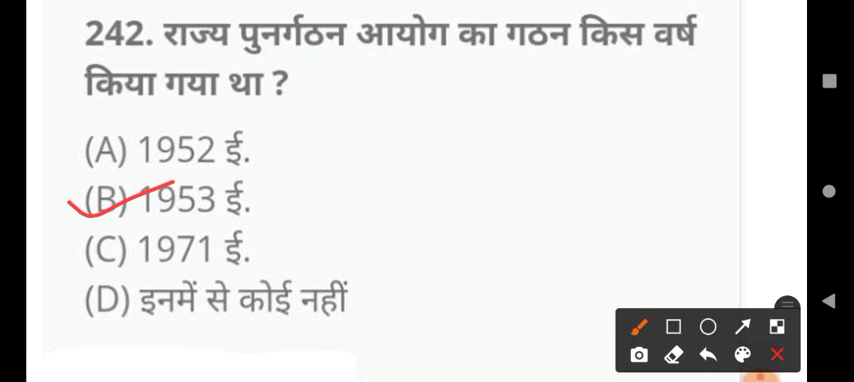 242. राज्य पुनर्गठन आयोग का गठन किस वर्ष
किया गया था ?
(A) 1952 ई.
(B) 1953 ई.
(C) 1971 ई.
(D) इनमें से कोई नहीं